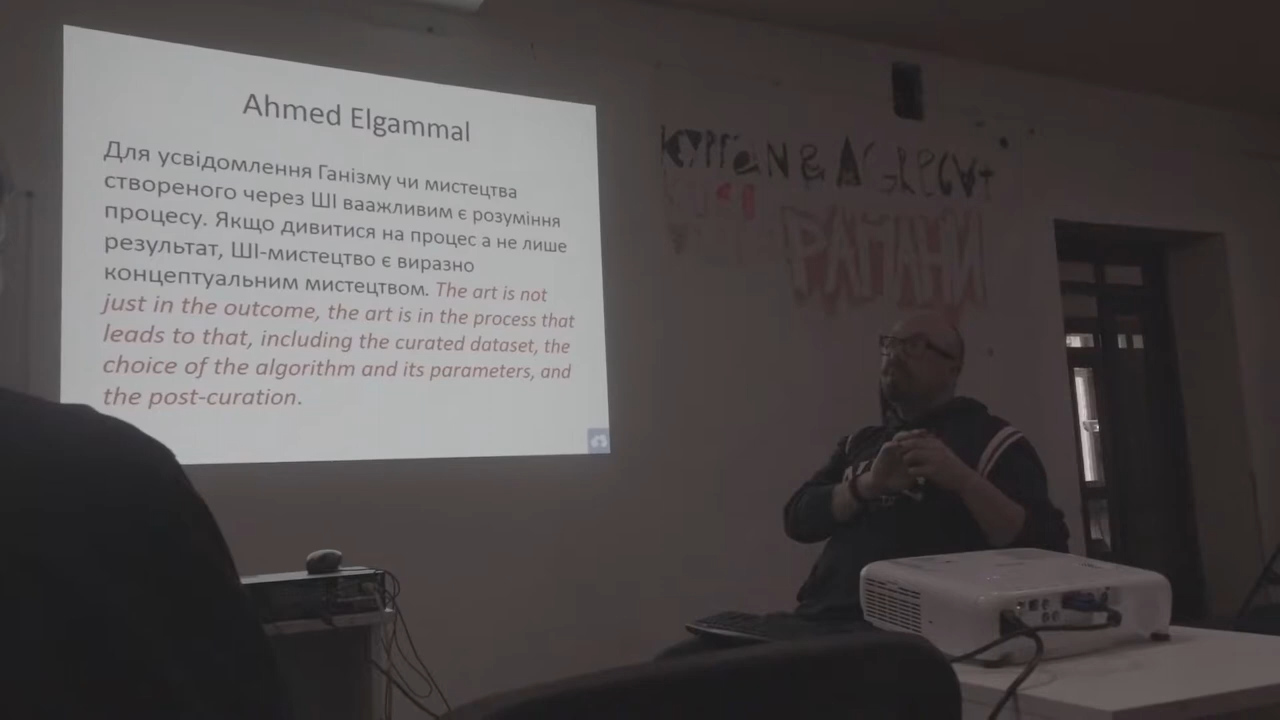 Ahmed Elgammal
Для усвідомлення Ганізму чи мистецтва
створеного через ШІ ваажливим є розуміння
процесу. Якщо дивитися на процес а не лише
результат, ШІ-мистецтво є виразно
концептуальним мистецтвом. The art is not
just in the outcome, the art is in the process that
leads to that, including the curated dataset, the
choice of the algorithm and its parameters, and
the post-curation.
РАПАНИ